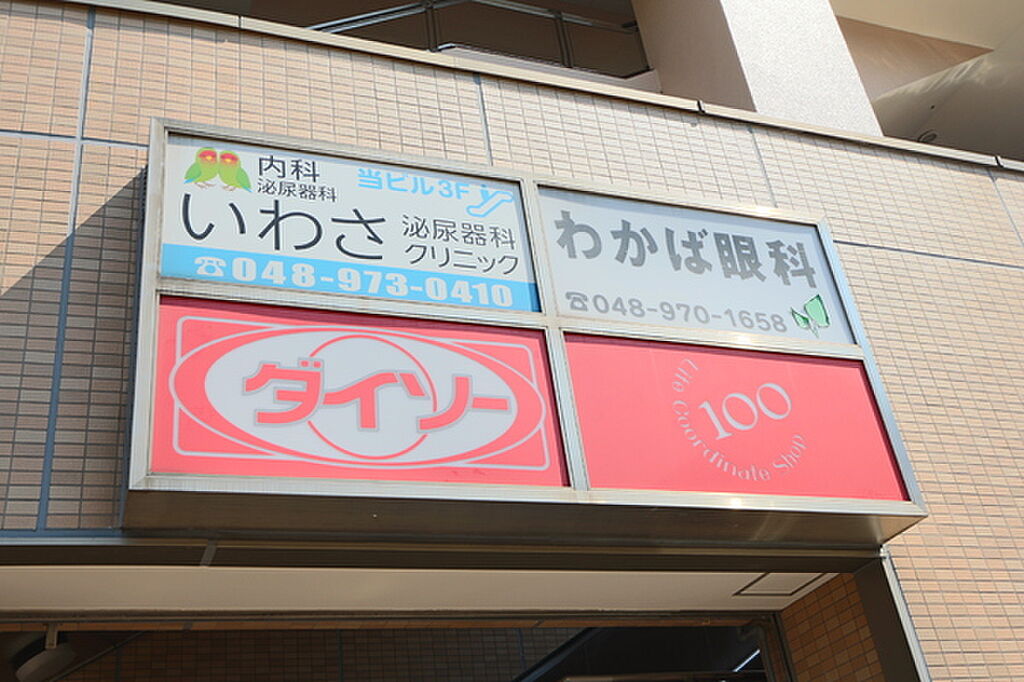 内科
泌尿器科
当ビル3F
いわさ 泌尿器科
クリニック
☎048-973-0410
わかば眼科
☎048-970-1658
ダイソー
100
Life Coordinate Shop